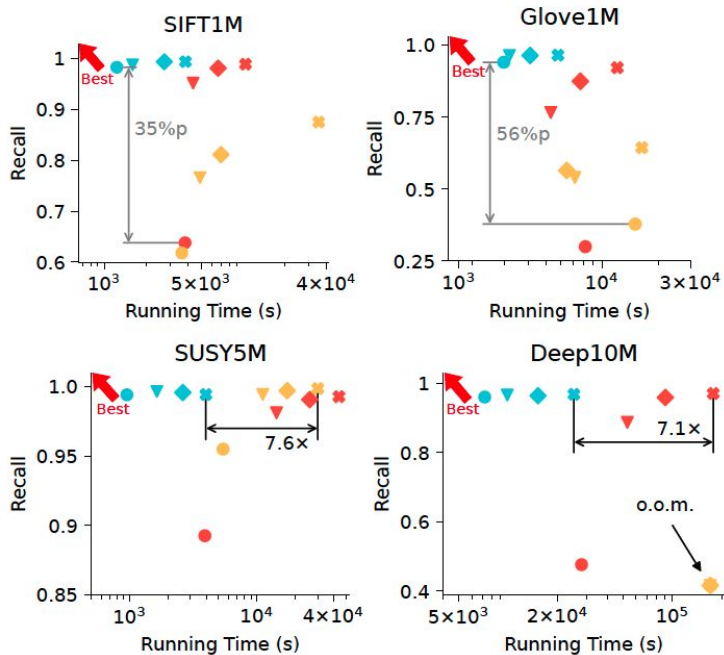 SIFT1M
1
0.9
0.8
0.7
0.6
Recall
Best
35%p
10³
5×10³
4×10⁴
Running Time (s)
Glove1M
1.0
0.75
0.5
0.25
Recall
Best
56%p
10³
10⁴
3×10⁴
Running Time (s)
SUSY5M
1.0
0.95
0.9
0.85
Recall
Best
7.6×
10³
10⁴
4×10⁴
Running Time (s)
Deep10M
1
0.8
0.6
0.4
Recall
Best
7.1×
o.o.m.
5×10³
2×10⁴
10⁵
Running Time (s)